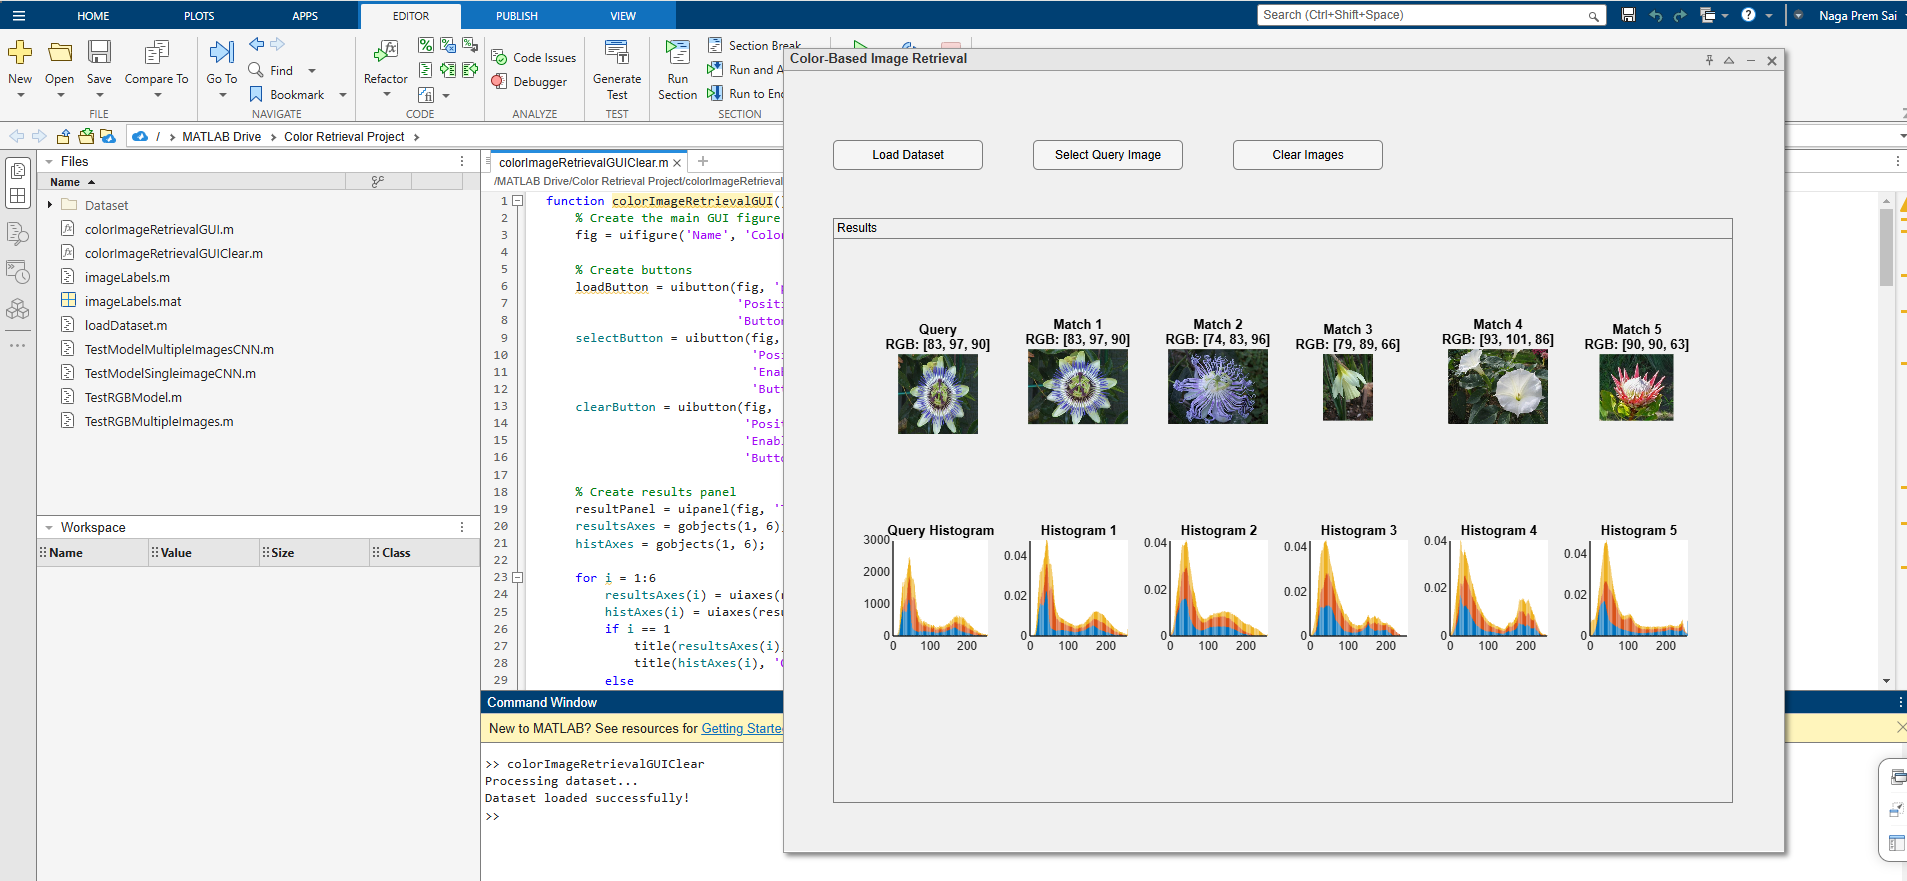 HOME PLOTS APPS EDITOR PUBLISH VIEW
Search (Ctrl+Shift+Space)
Naga Prem Sai
New Open Save Compare To
FILE
Go To Find Bookmark
NAVIGATE
Refactor
CODE
Code Issues
Debugger
ANALYZE
Generate
Test
TEST
Run
Section
Section Break
Run and A
Run to En
SECTION
/ MATLAB Drive Color Retrieval Project
Files
Name
Dataset
colorImageRetrievalGUI.m
colorImageRetrievalGUIClear.m
imageLabels.m
imageLabels.mat
loadDataset.m
TestModelMultipleImagesCNN.m
TestModelSingleimageCNN.m
TestRGBModel.m
TestRGBMultipleImages.m
Workspace
Name Value Size Class
colorImageRetrievalGUIClear.m
/MATLAB Drive/Color Retrieval Project/colorImageRetrieval
1 function colorImageRetrievalGUI()
2 % Create the main GUI figure
3 fig = uifigure('Name', 'Color
4
5 % Create buttons
6 loadButton = uibutton(fig, 'p
7 'Positi
8 'Button
9 selectButton = uibutton(fig,
10 'Posi
11 'Enab
12 'Butt
13 clearButton = uibutton(fig,
14 'Posit
15 'Enabl
16 'Butto
17
18 % Create results panel
19 resultPanel = uipanel(fig, 'T
20 resultsAxes = gobjects(1, 6);
21 histAxes = gobjects(1, 6);
22
23 for i = 1:6
24 resultsAxes(i) = uiaxes(r
25 histAxes(i) = uiaxes(resu
26 if i == 1
27 title(resultsAxes(i),
28 title(histAxes(i), 'Q
29 else
Command Window
New to MATLAB? See resources for Getting Starte
>> colorImageRetrievalGUIClear
Processing dataset...
Dataset loaded successfully!
>>
Color-Based Image Retrieval
Load Dataset Select Query Image Clear Images
Results
Query
RGB: [83, 97, 90]
Match 1
RGB: [83, 97, 90]
Match 2
RGB: [74, 83, 96]
Match 3
RGB: [79, 89, 66]
Match 4
RGB: [93, 101, 86]
Match 5
RGB: [90, 90, 63]
Query Histogram
3000
2000
1000
0
0 100 200
Histogram 1
0.04
0.02
0
0 100 200
Histogram 2
0.04
0.02
0
0 100 200
Histogram 3
0.04
0.02
0
0 100 200
Histogram 4
0.04
0.02
0
0 100 200
Histogram 5
0.04
0.02
0
0 100 200